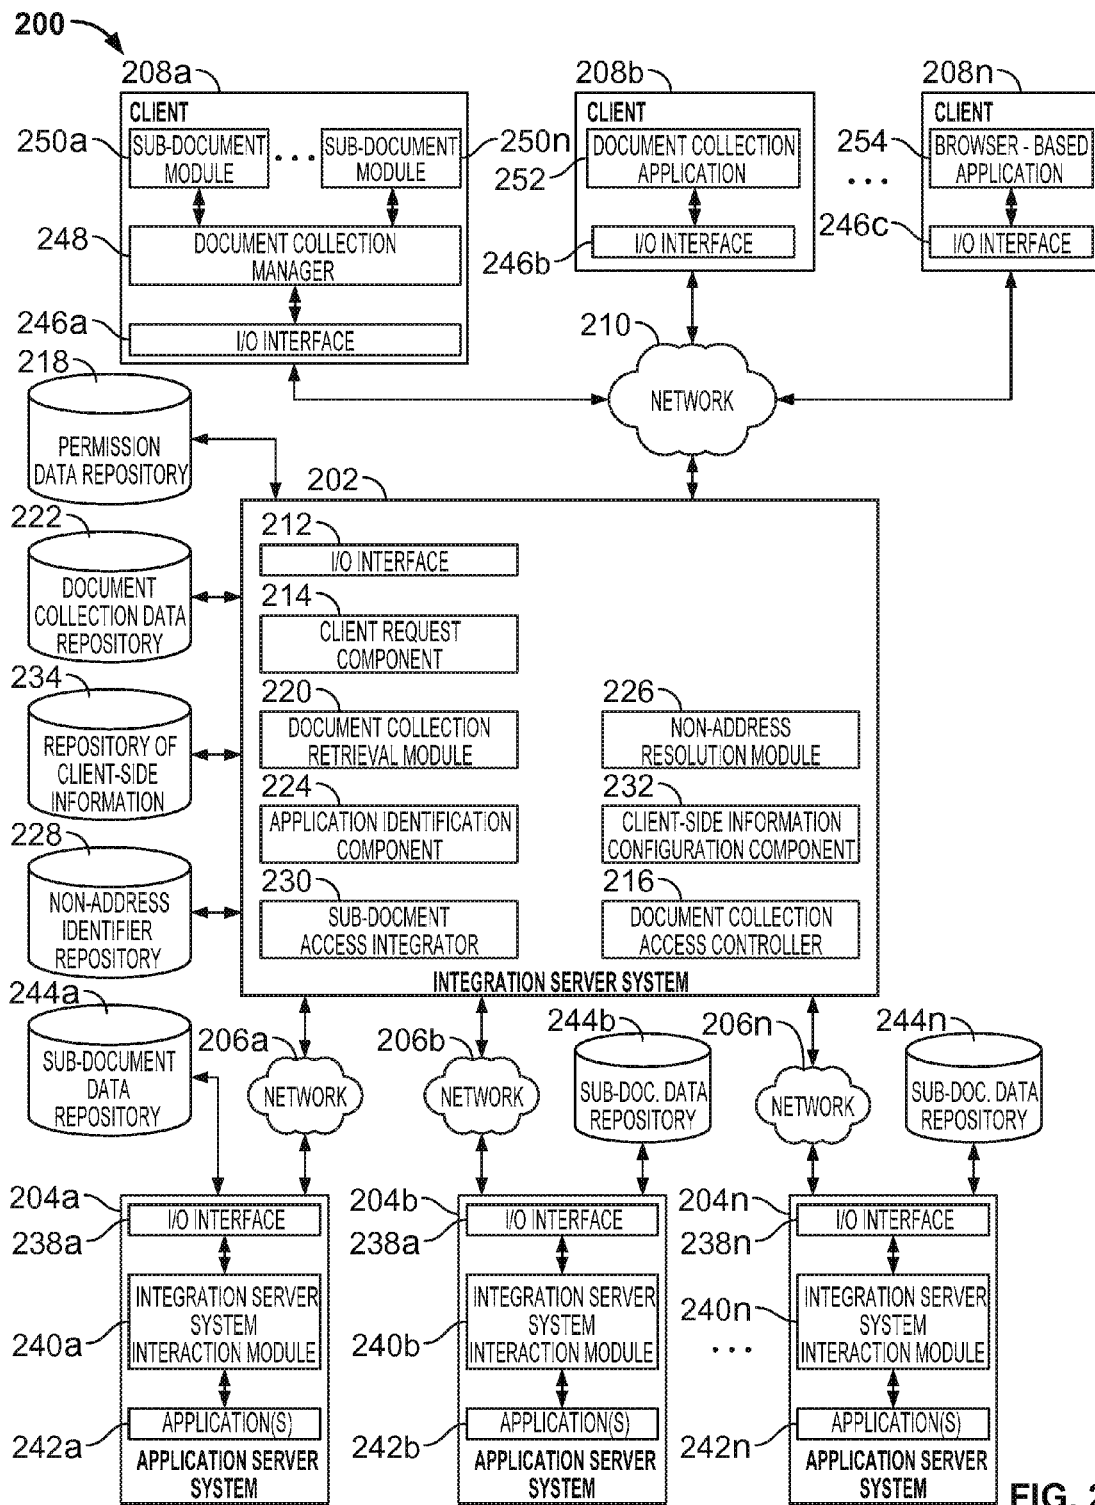 200
208a
208b
208n
CLIENT
CLIENT
CLIENT
250a
SUB-DOCUMENT
MODULE
SUB-DOCUMENT
MODULE
250n
252
DOCUMENT COLLECTION
APPLICATION
254
BROWSER - BASED
APPLICATION
248
DOCUMENT COLLECTION
MANAGER
246b
I/O INTERFACE
246c
I/O INTERFACE
246a
I/O INTERFACE
210
NETWORK
218
PERMISSION
DATA REPOSITORY
202
222
DOCUMENT
COLLECTION DATA
REPOSITORY
212
I/O INTERFACE
214
CLIENT REQUEST
COMPONENT
234
REPOSITORY OF
CLIENT-SIDE
INFORMATION
220
DOCUMENT COLLECTION
RETRIEVAL MODULE
226
NON-ADDRESS
RESOLUTION MODULE
224
APPLICATION IDENTIFICATION
COMPONENT
232
CLIENT-SIDE INFORMATION
CONFIGURATION COMPONENT
228
NON-ADDRESS
IDENTIFIER
REPOSITORY
230
SUB-DOCMENT
ACCESS INTEGRATOR
216
DOCUMENT COLLECTION
ACCESS CONTROLLER
INTEGRATION SERVER SYSTEM
244a
SUB-DOCUMENT
DATA
REPOSITORY
206a
NETWORK
206b
NETWORK
244b
SUB-DOC. DATA
REPOSITORY
206n
NETWORK
244n
SUB-DOC. DATA
REPOSITORY
204a
238a
I/O INTERFACE
204b
238a
I/O INTERFACE
204n
238n
I/O INTERFACE
240a
INTEGRATION SERVER
SYSTEM
INTERACTION MODULE
240b
INTEGRATION SERVER
SYSTEM
INTERACTION MODULE
240n
INTEGRATION SERVER
SYSTEM
INTERACTION MODULE
242a
APPLICATION(S)
242b
APPLICATION(S)
242n
APPLICATION(S)
APPLICATION SERVER
SYSTEM
APPLICATION SERVER
SYSTEM
APPLICATION SERVER
SYSTEM
FIG. 2